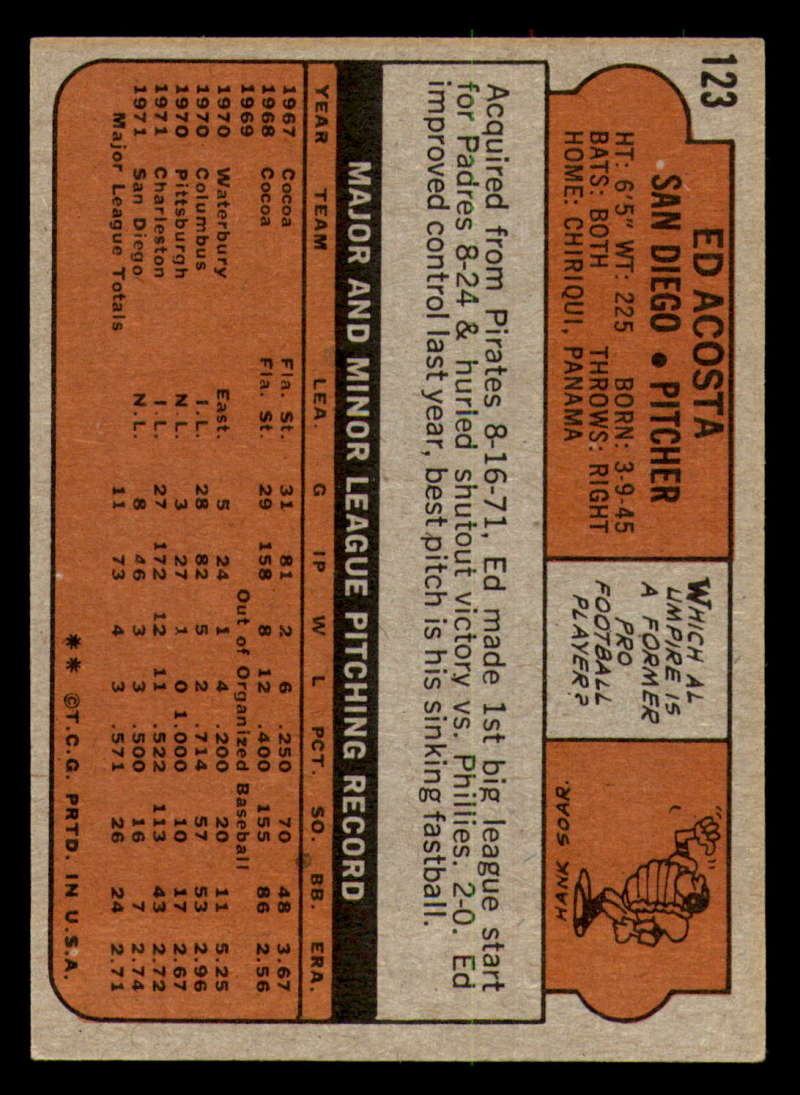 123
ED ACOSTA
SAN DIEGO • PITCHER
HT: 6'5" WT: 225 BORN: 3-9-45
BATS: BOTH THROWS: RIGHT
HOME: CHIRIQUI, PANAMA
WHICH AL
UMPIRE IS
A FORMER
PRO
FOOTBALL
PLAYER?
HANK SOAR.
Acquired from Pirates 8-16-71, Ed made 1st big league start
for Padres 8-24 & hurled shutout victory vs. Phillies, 2-0. Ed
improved control last year, best pitch is his sinking fastball.
MAJOR AND MINOR LEAGUE PITCHING RECORD
YEAR TEAM LEA. G IP W L PCT. SO. BB. ERA.
1967 Cocoa Fla. St. 31 81 2 6 .250 70 48 3.67
1968 Cocoa Fla. St. 29 158 8 12 .400 155 86 2.56
1969 Out of Organized Baseball
1970 Waterbury East. 5 24 1 4 .200 20 11 5.25
1970 Columbus I.L. 28 82 5 2 .714 57 53 2.96
1970 Pittsburgh N.L. 3 27 1 0 1.000 10 17 2.67
1971 Charleston I.L. 27 172 12 11 .522 113 43 2.72
1971 San Diego N.L. 8 46 3 3 .500 16 7 2.74
Major League Totals 11 73 4 3 .571 26 24 2.71
** ©T.C.G. PRTD. IN U.S.A.